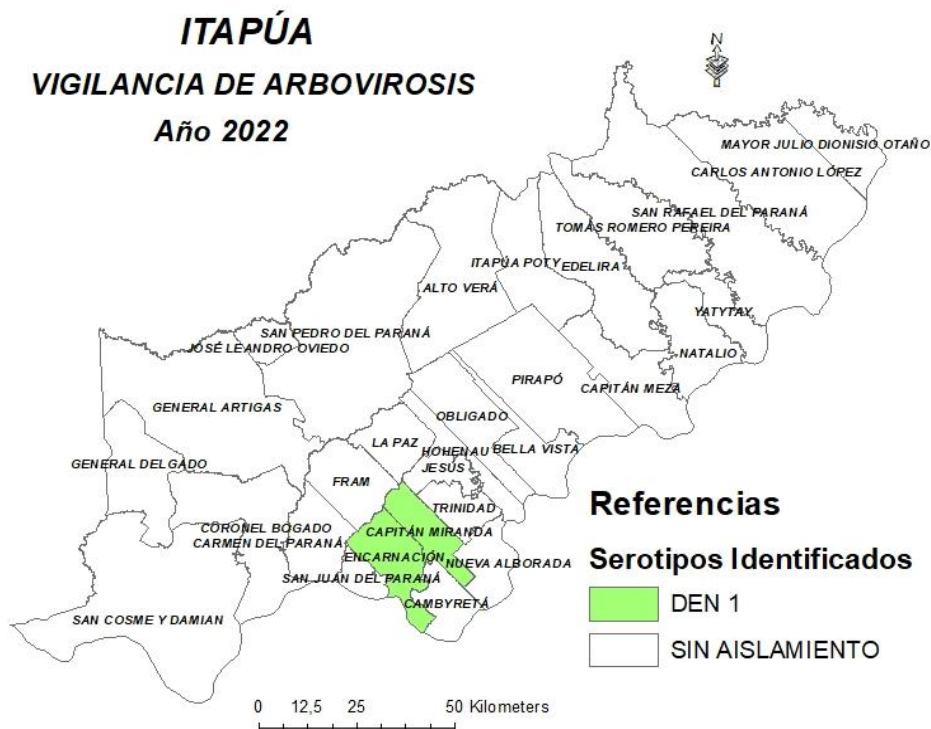 ITAPÚA
VIGILANCIA DE ARBOVIROSIS
Año 2022
N
MAYOR JULIO DIONISIO OTAÑO
CARLOS ANTONIO LÓPEZ
SAN RAFAEL DEL PARANÁ
TOMÁS ROMERO PEREIRA
ITAPÚA POTY
EDELIRA
ALTO VERÁ
YATYTAY
SAN PEDRO DEL PARANÁ
JOSÉ LEANDRO OVIEDO
NATALIO
PIRAPÓ
CAPITÁN MEZA
GENERAL ARTIGAS
OBLIGADO
LA PAZ
HOHENAU
BELLA VISTA
JESÚS
GENERAL DELGADO
FRAM
TRINIDAD
CORONEL BOGADO
CAPITÁN MIRANDA
CARMEN DEL PARANÁ
ENCARNACIÓN
NUEVA ALBORADA
SAN JUAN DEL PARANÁ
CAMBYRETÁ
SAN COSME Y DAMIAN
Referencias
Serotipos Identificados
DEN 1
SIN AISLAMIENTO
0 12,5 25 50 Kilometers